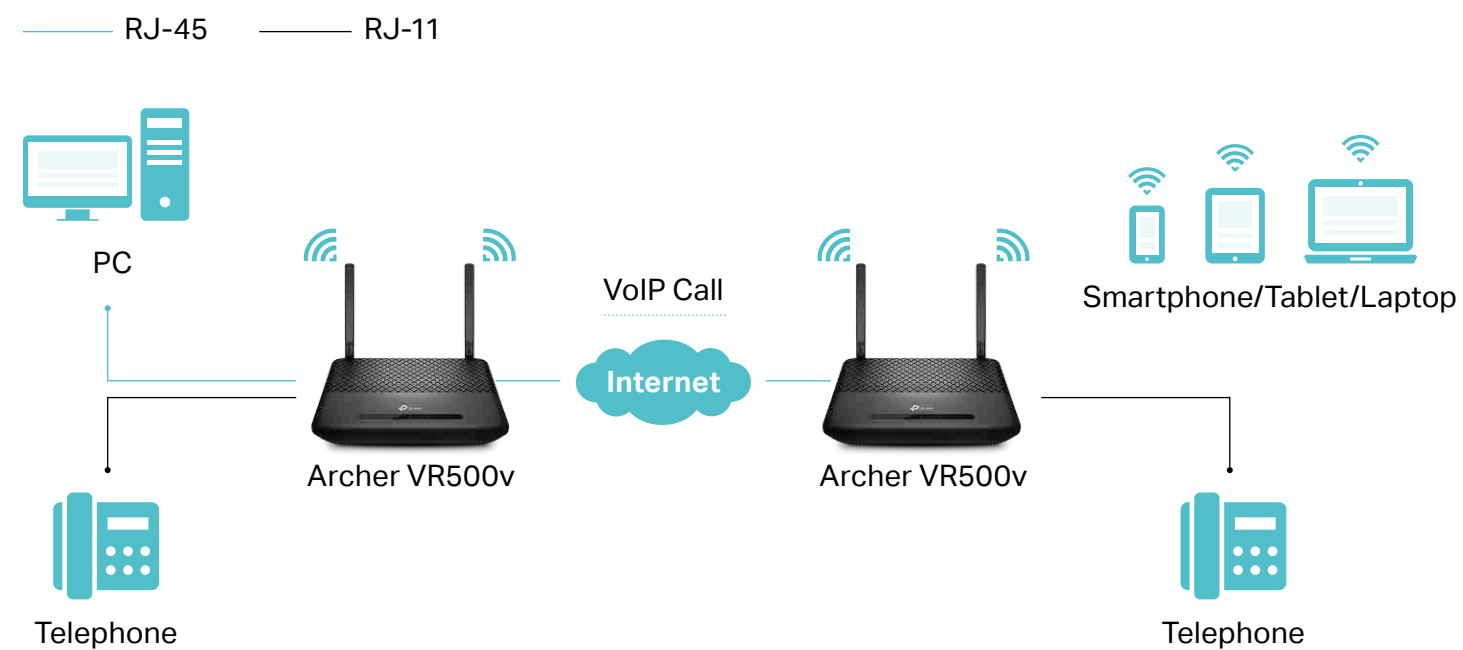 RJ-45
RJ-11
PC
VoIP Call
Smartphone/Tablet/Laptop
Internet
Archer VR500v
Archer VR500v
Telephone
Telephone